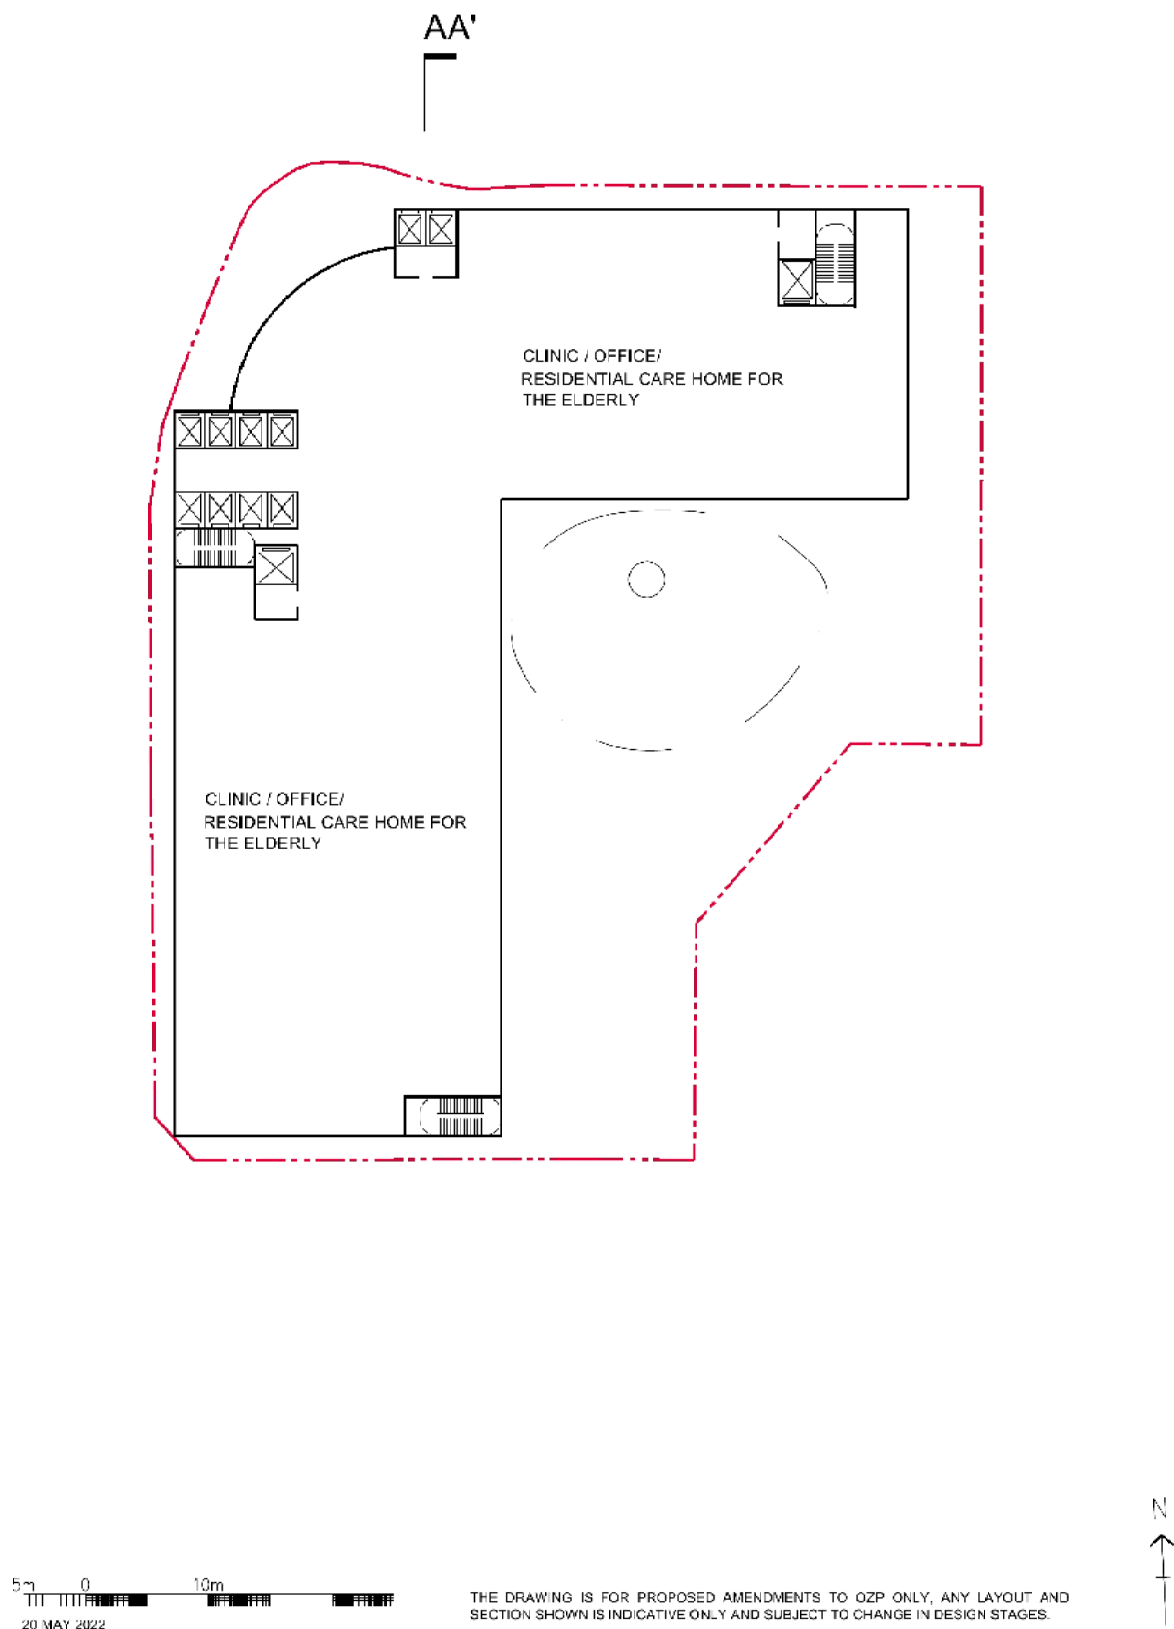 AA'
CLINIC / OFFICE/
RESIDENTIAL CARE HOME FOR
THE ELDERLY
CLINIC / OFFICE/
RESIDENTIAL CARE HOME FOR
THE ELDERLY
N
5m 0 10m
20 MAY 2022
THE DRAWING IS FOR PROPOSED AMENDMENTS TO OZP ONLY, ANY LAYOUT AND
SECTION SHOWN IS INDICATIVE ONLY AND SUBJECT TO CHANGE IN DESIGN STAGES.